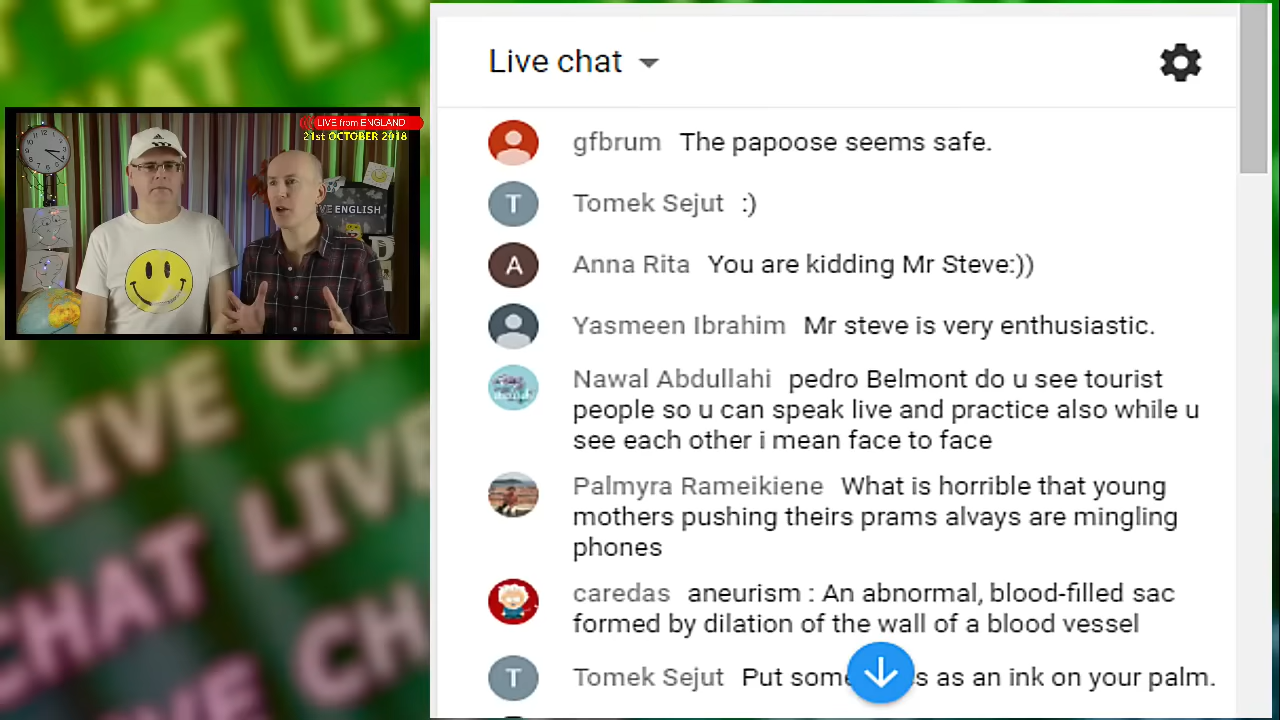 LIVE from ENGLAND
21st OCTOBER 2018
LIVE ENGLISH
Live chat
gfbrum The papoose seems safe.
Tomek Sejut :)
Anna Rita You are kidding Mr Steve:))
Yasmeen Ibrahim Mr steve is very enthusiastic.
Nawal Abdullahi pedro Belmont do u see tourist
people so u can speak live and practice also while u
see each other i mean face to face
Palmyra Rameikiene What is horrible that young
mothers pushing theirs prams alvays are mingling
phones
caredas aneurism : An abnormal, blood-filled sac
formed by dilation of the wall of a blood vessel
T
Tomek Sejut Put some as an ink on your palm.
LIVE
CHAT
LIVE
CHAT
LIVE